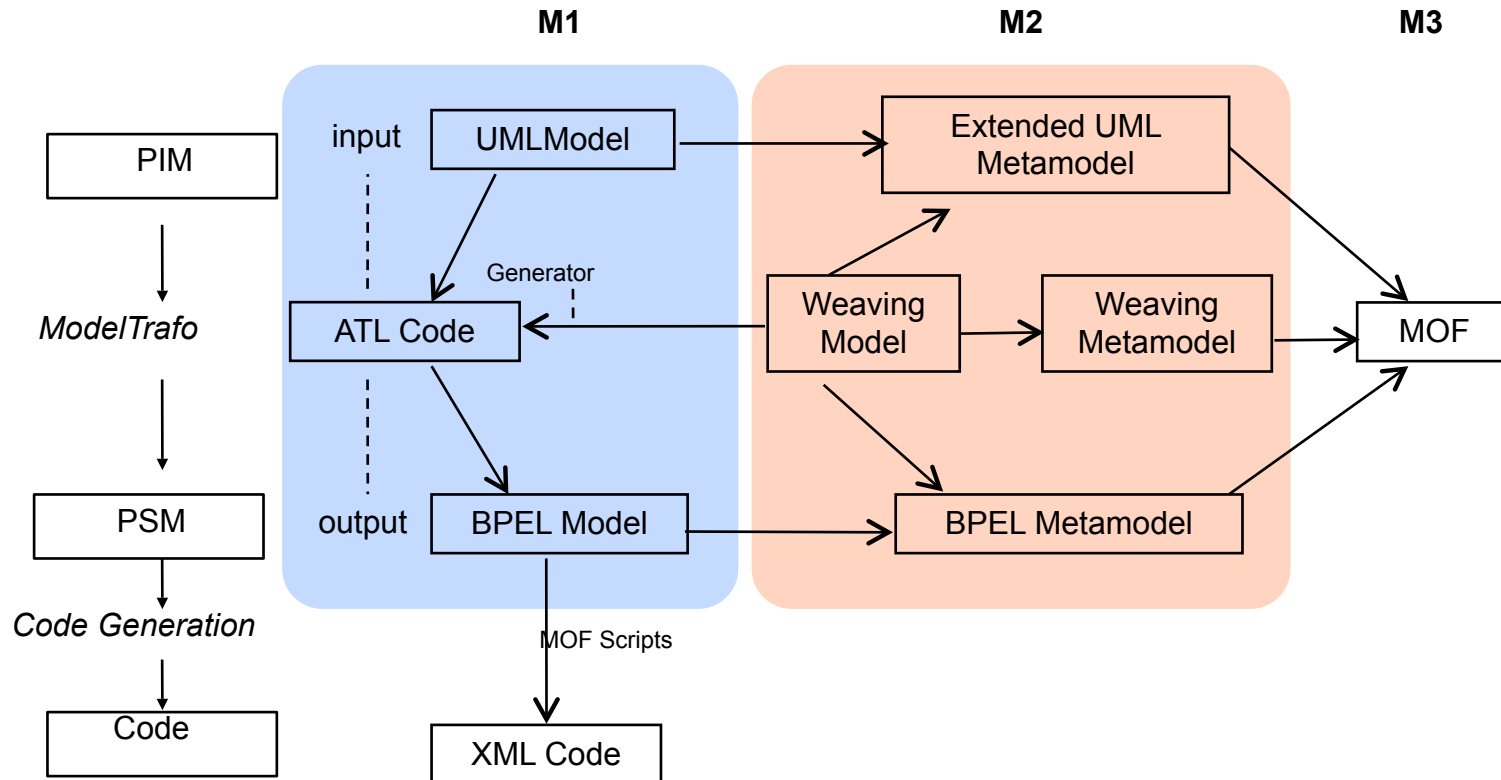 M1
M2
M3
PIM
input
UMLModel
Extended UML
Metamodel
Generator
ModelTrafo
ATL Code
Weaving
Model
Weaving
Metamodel
MOF
PSM
output
BPEL Model
BPEL Metamodel
Code Generation
MOF Scripts
Code
XML Code